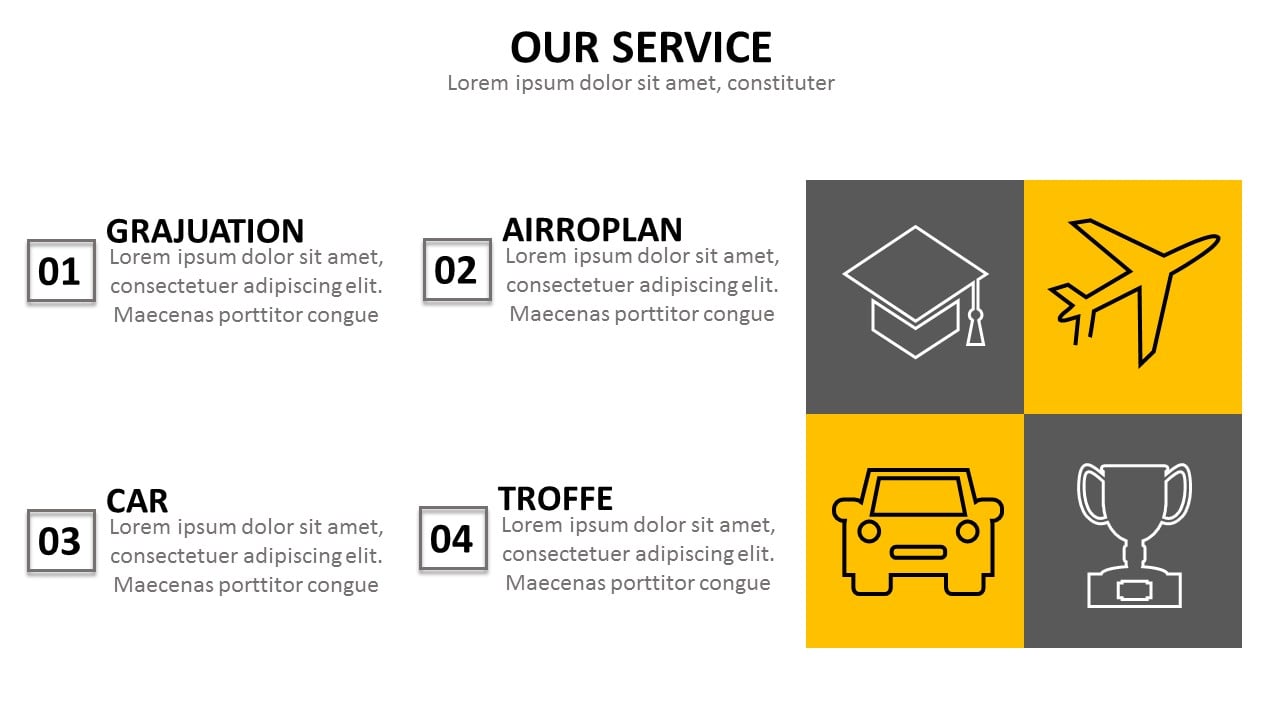 OUR SERVICE
Lorem ipsum dolor sit amet, constituter
01
GRAJUATION
Lorem ipsum dolor sit amet,
consectetuer adipiscing elit.
Maecenas porttitor congue
02
AIRROPLAN
Lorem ipsum dolor sit amet,
consectetuer adipiscing elit.
Maecenas porttitor congue
03
CAR
Lorem ipsum dolor sit amet,
consectetuer adipiscing elit.
Maecenas porttitor congue
04
TROFFE
Lorem ipsum dolor sit amet,
consectetuer adipiscing elit.
Maecenas porttitor congue